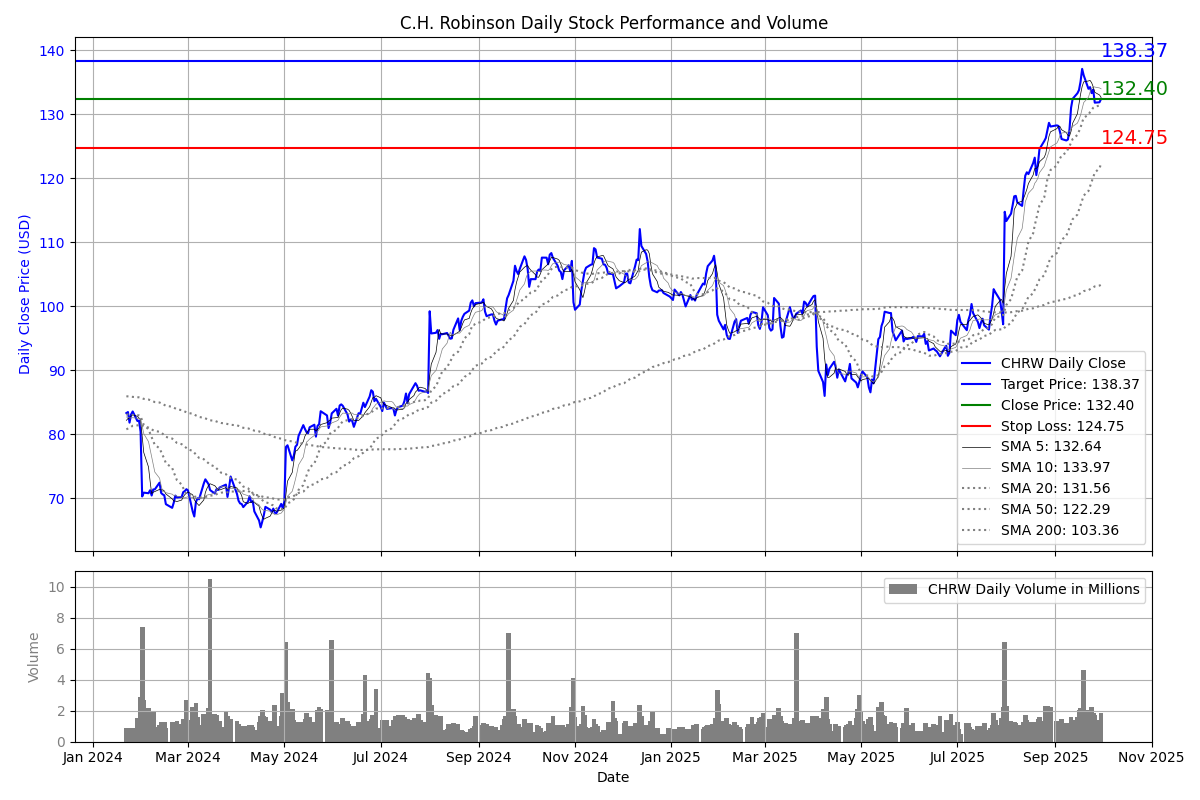 C.H. Robinson Daily Stock Performance and Volume
140
130
120
110
100
90
80
70
Daily Close Price (USD)
138.37
132.40
124.75
CHRW Daily Close
Target Price: 138.37
Close Price: 132.40
Stop Loss: 124.75
SMA 5: 132.64
SMA 10: 133.97
SMA 20: 131.56
SMA 50: 122.29
SMA 200: 103.36
10
8
6
4
2
0
Volume
CHRW Daily Volume in Millions
Jan 2024 Mar 2024 May 2024 Jul 2024 Sep 2024 Nov 2024 Jan 2025 Mar 2025 May 2025 Jul 2025 Sep 2025 Nov 2025
Date